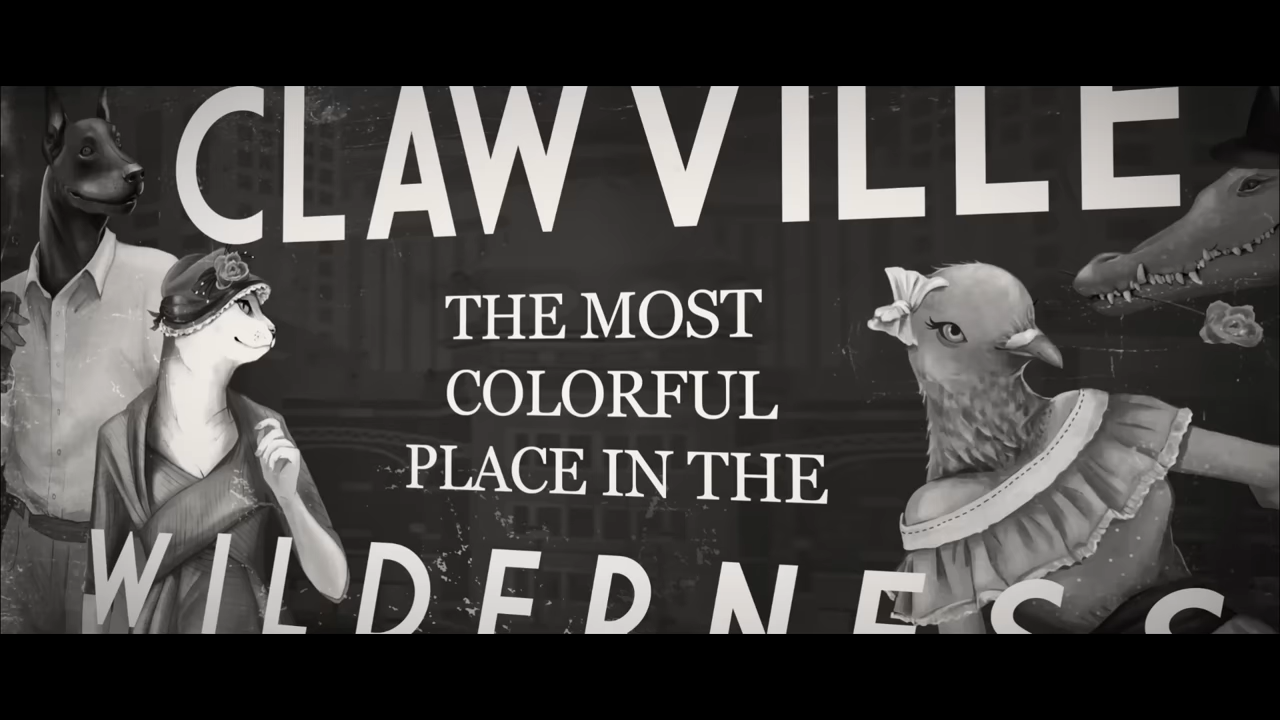 CLAWVILLE
THE MOST
COLORFUL
PLACE IN THE
WILDERNESS